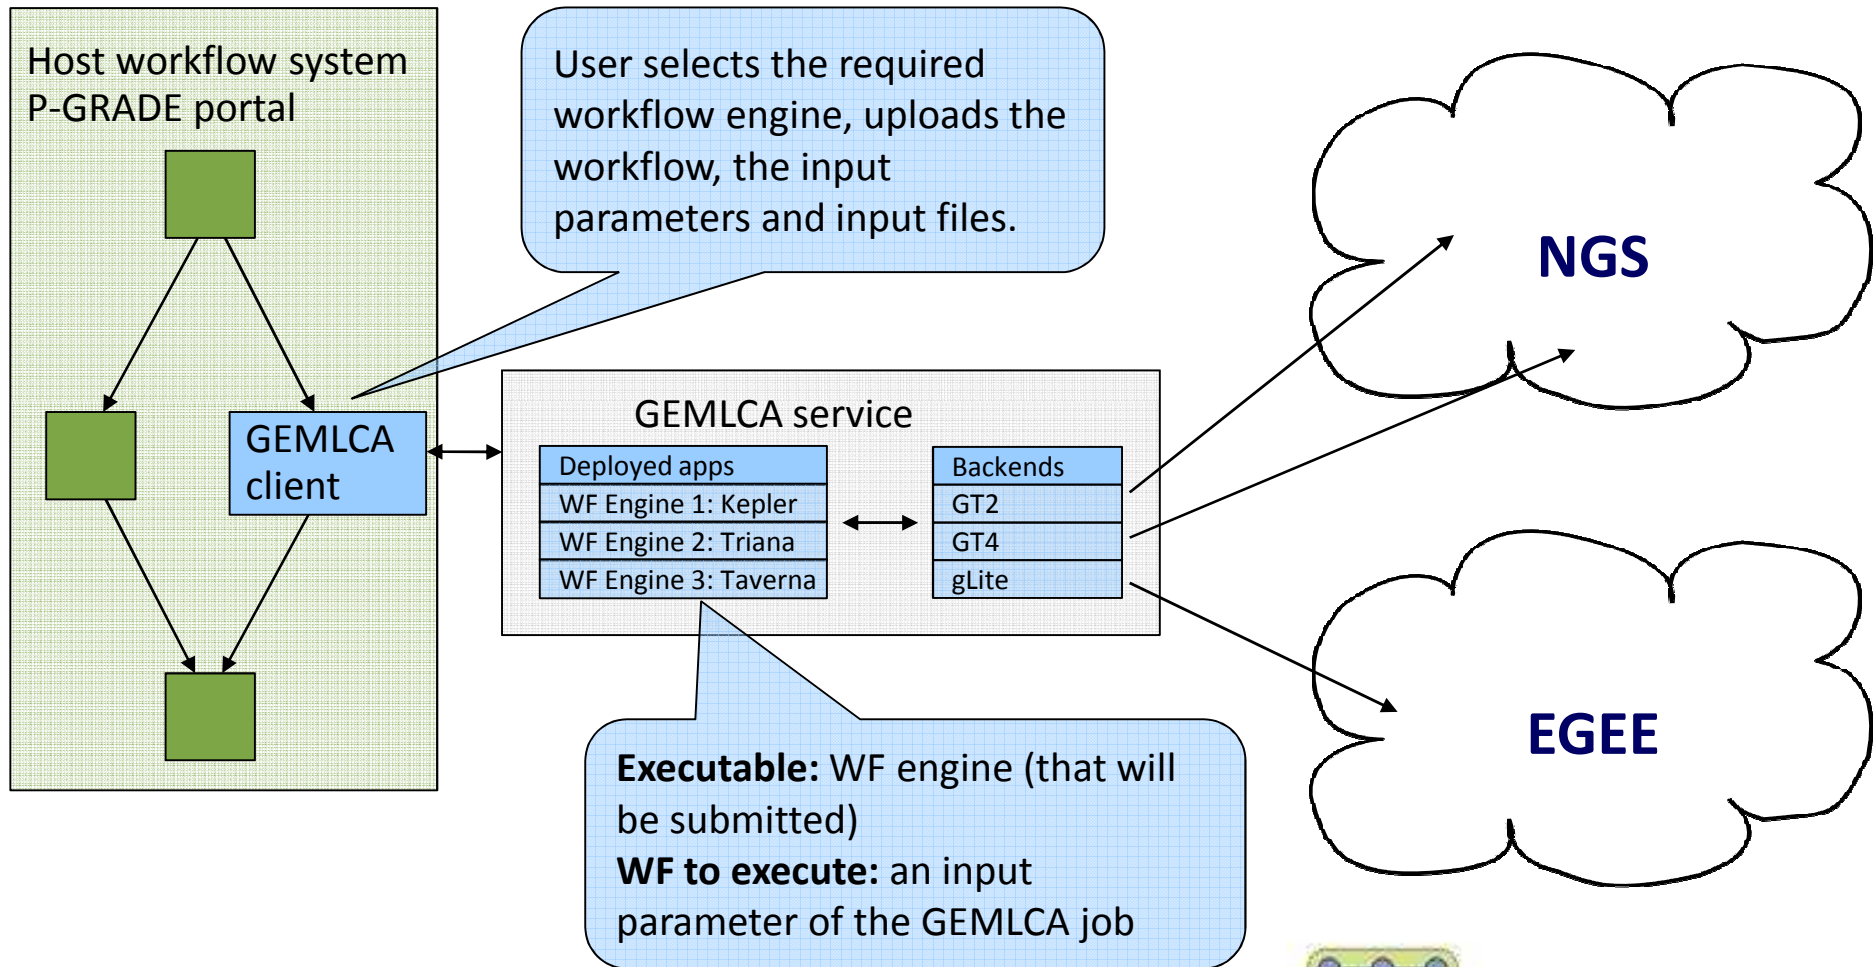 Host workflow system
P-GRADE portal
User selects the required
workflow engine, uploads the
workflow, the input
parameters and input files.
NGS
GEMLCA
client
GEMLCA service
Deployed apps
WF Engine 1: Kepler
WF Engine 2: Triana
WF Engine 3: Taverna
Backends
GT2
GT4
gLite
EGEE
Executable: WF engine (that will
be submitted)
WF to execute: an input
parameter of the GEMLCA job